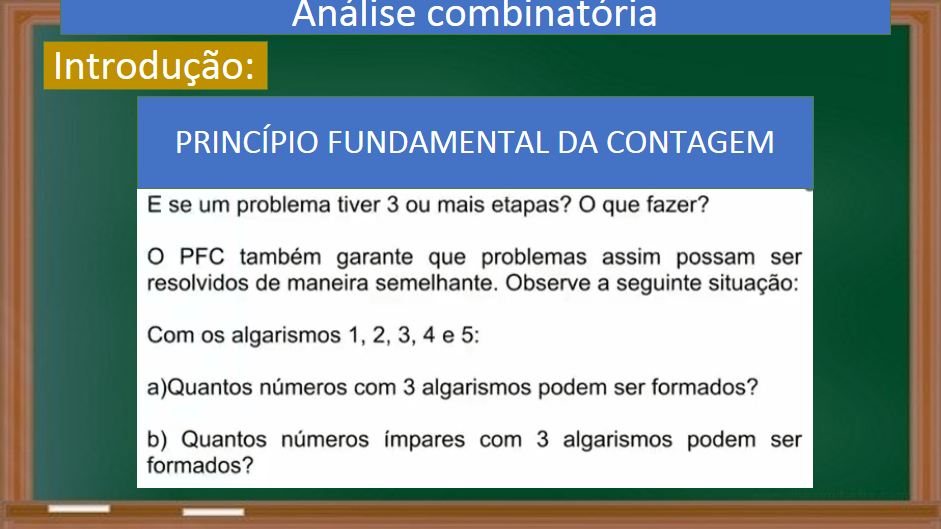 Análise combinatória
Introdução:
PRINCÍPIO FUNDAMENTAL DA CONTAGEM
E se um problema tiver 3 ou mais etapas? O que fazer?
O PFC também garante que problemas assim possam ser
resolvidos de maneira semelhante. Observe a seguinte situação:
Com os algarismos 1, 2, 3, 4 e 5:
a)Quantos números com 3 algarismos podem ser formados?
b) Quantos números ímpares com 3 algarismos podem ser
formados?